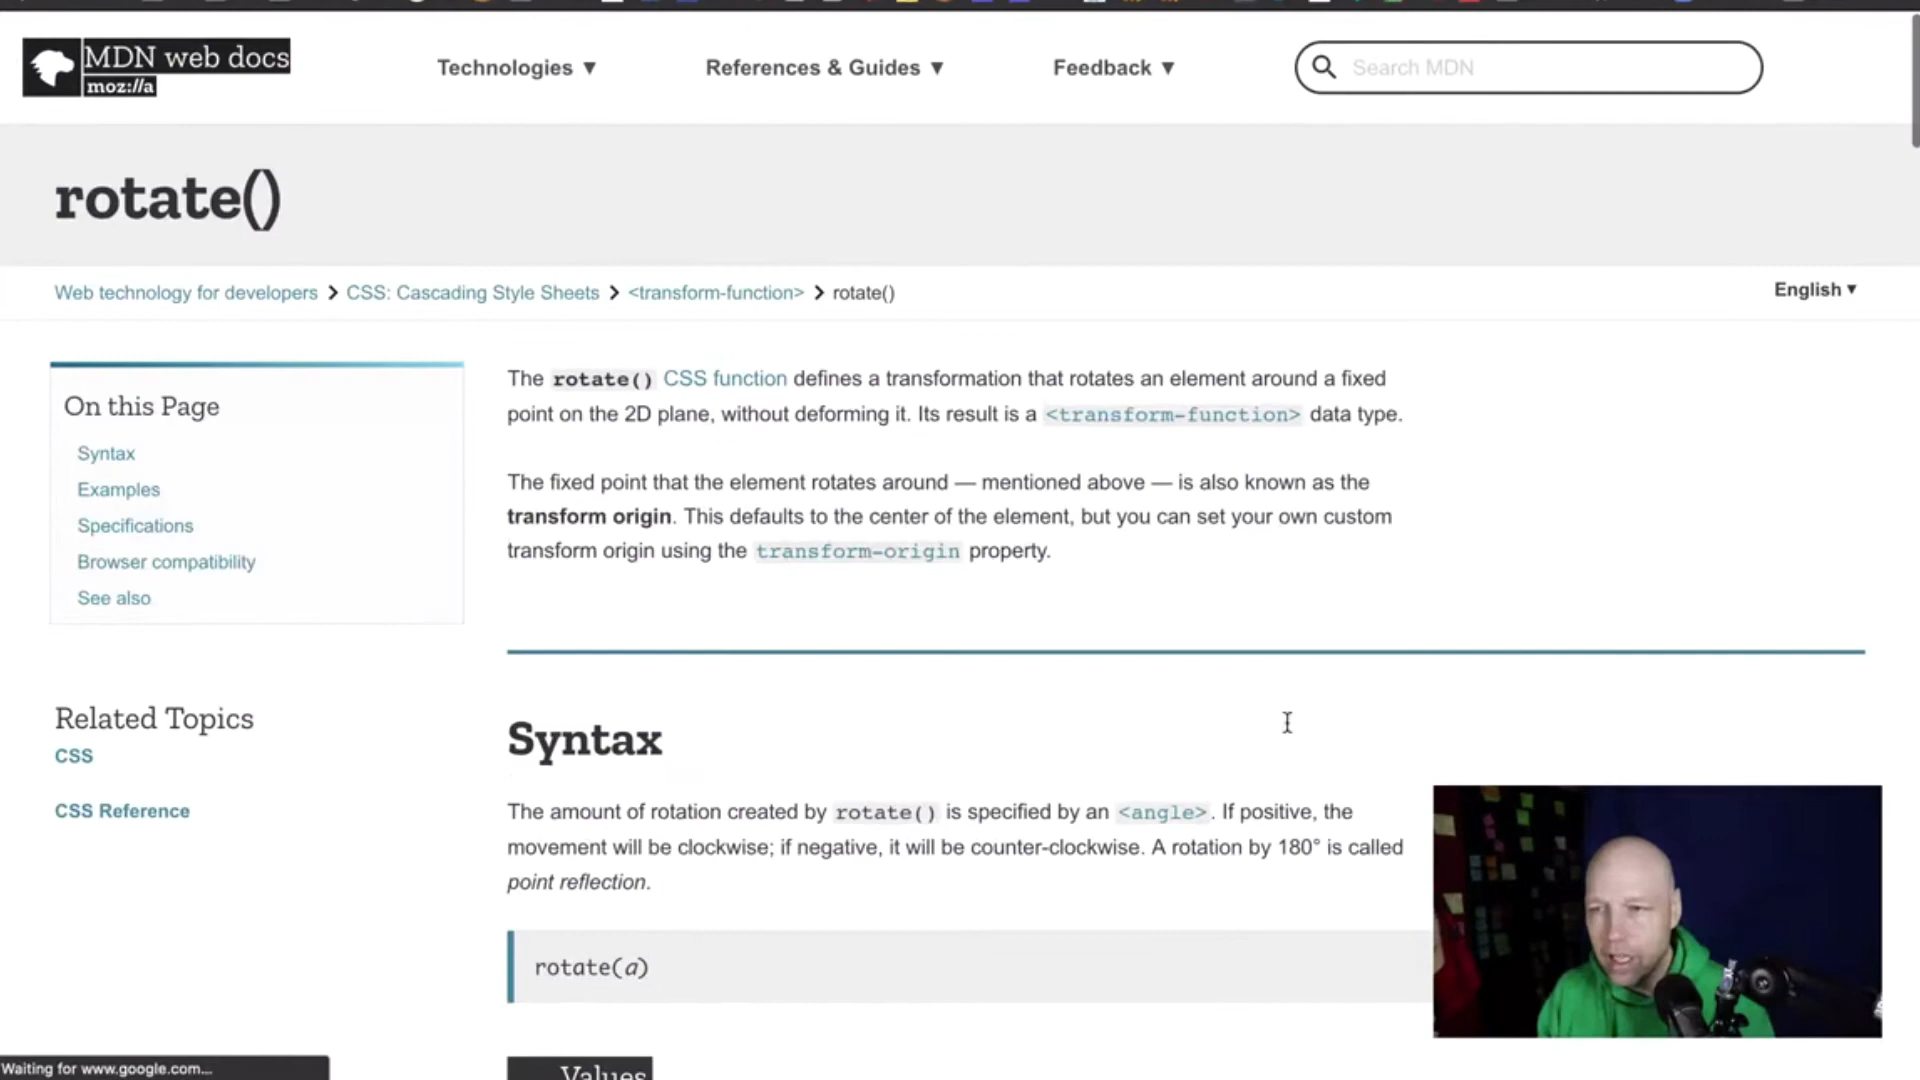 MDN web docs
moz://a
Technologies ▼
References & Guides ▼
Feedback ▼
Search MDN
rotate()
Web technology for developers > CSS: Cascading Style Sheets > <transform-function> > rotate()
English ▼
On this Page
Syntax
Examples
Specifications
Browser compatibility
See also
Related Topics
CSS
CSS Reference
The rotate() CSS function defines a transformation that rotates an element around a fixed
point on the 2D plane, without deforming it. Its result is a <transform-function> data type.
The fixed point that the element rotates around — mentioned above — is also known as the
transform origin. This defaults to the center of the element, but you can set your own custom
transform origin using the transform-origin property.
Syntax
The amount of rotation created by rotate() is specified by an <angle>. If positive, the
movement will be clockwise; if negative, it will be counter-clockwise. A rotation by 180° is called
point reflection.
rotate(a)
Values
Waiting for www.google.com...